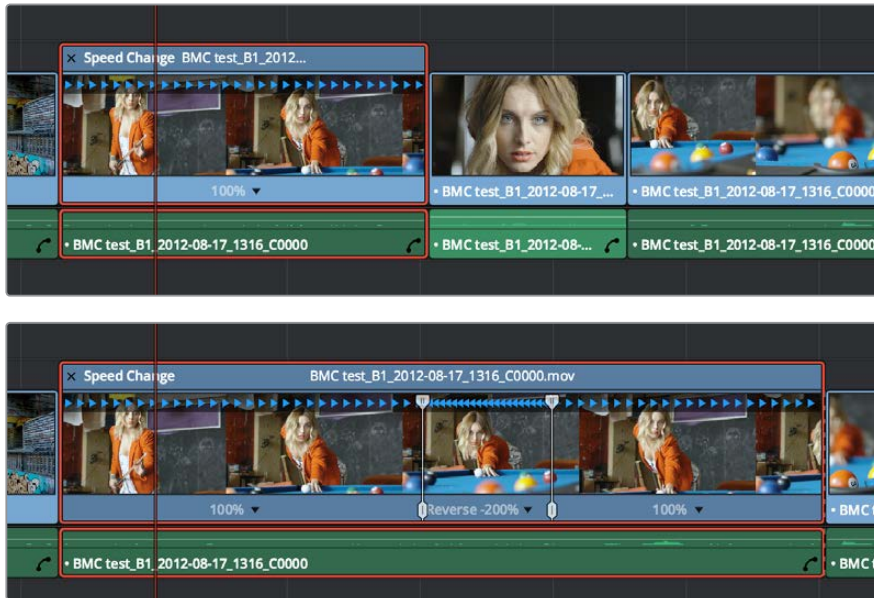 × Speed Change BMC test_B1_2012...
100% ▼
• BMC test_B1_2012-08-17_...
• BMC test_B1_2012-08-17_1316_C0000
• BMC test_B1_2012-08-17_1316_C0000
• BMC test_B1_2012-08-...
• BMC test_B1_2012-08-17_1316_C0000
× Speed Change BMC test_B1_2012-08-17_1316_C0000.mov
100% ▼
Reverse -200% ▼
100% ▼
• BMC
• BMC test_B1_2012-08-17_1316_C0000
• BMC